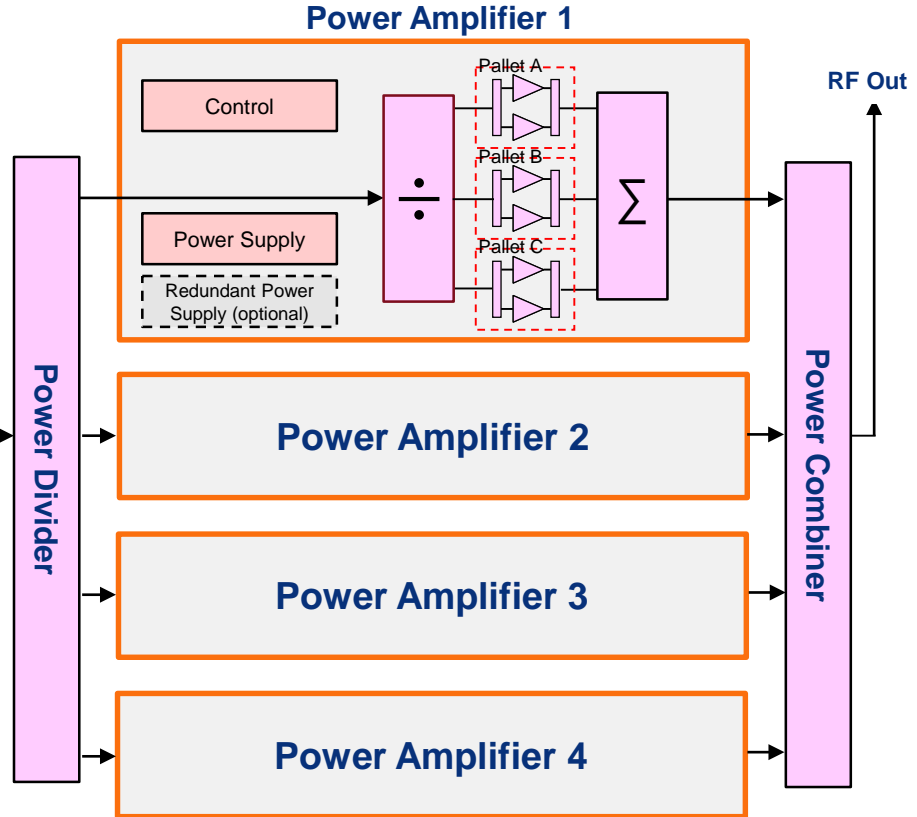 Power Amplifier 1
RF Out
Control
Pallet A
Pallet B
÷
∑
Power Supply
Pallet C
Redundant Power
Supply (optional)
Power Divider
Power Combiner
Power Amplifier 2
Power Amplifier 3
Power Amplifier 4